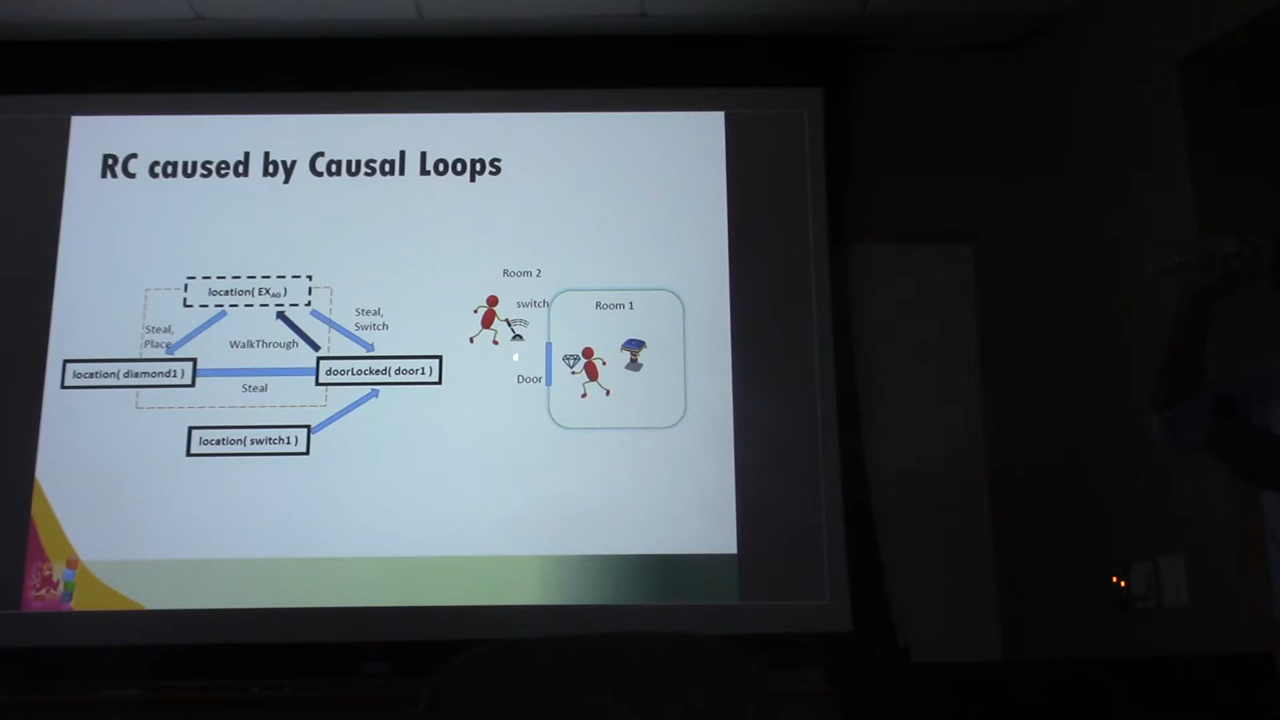 RC caused by Causal Loops
location( EX_AG )
Steal,
Place
WalkThrough
Steal,
Switch
location( diamond1 )
Steal
doorLocked( door1 )
location( switch1 )
Room 2
switch
Room 1
Door